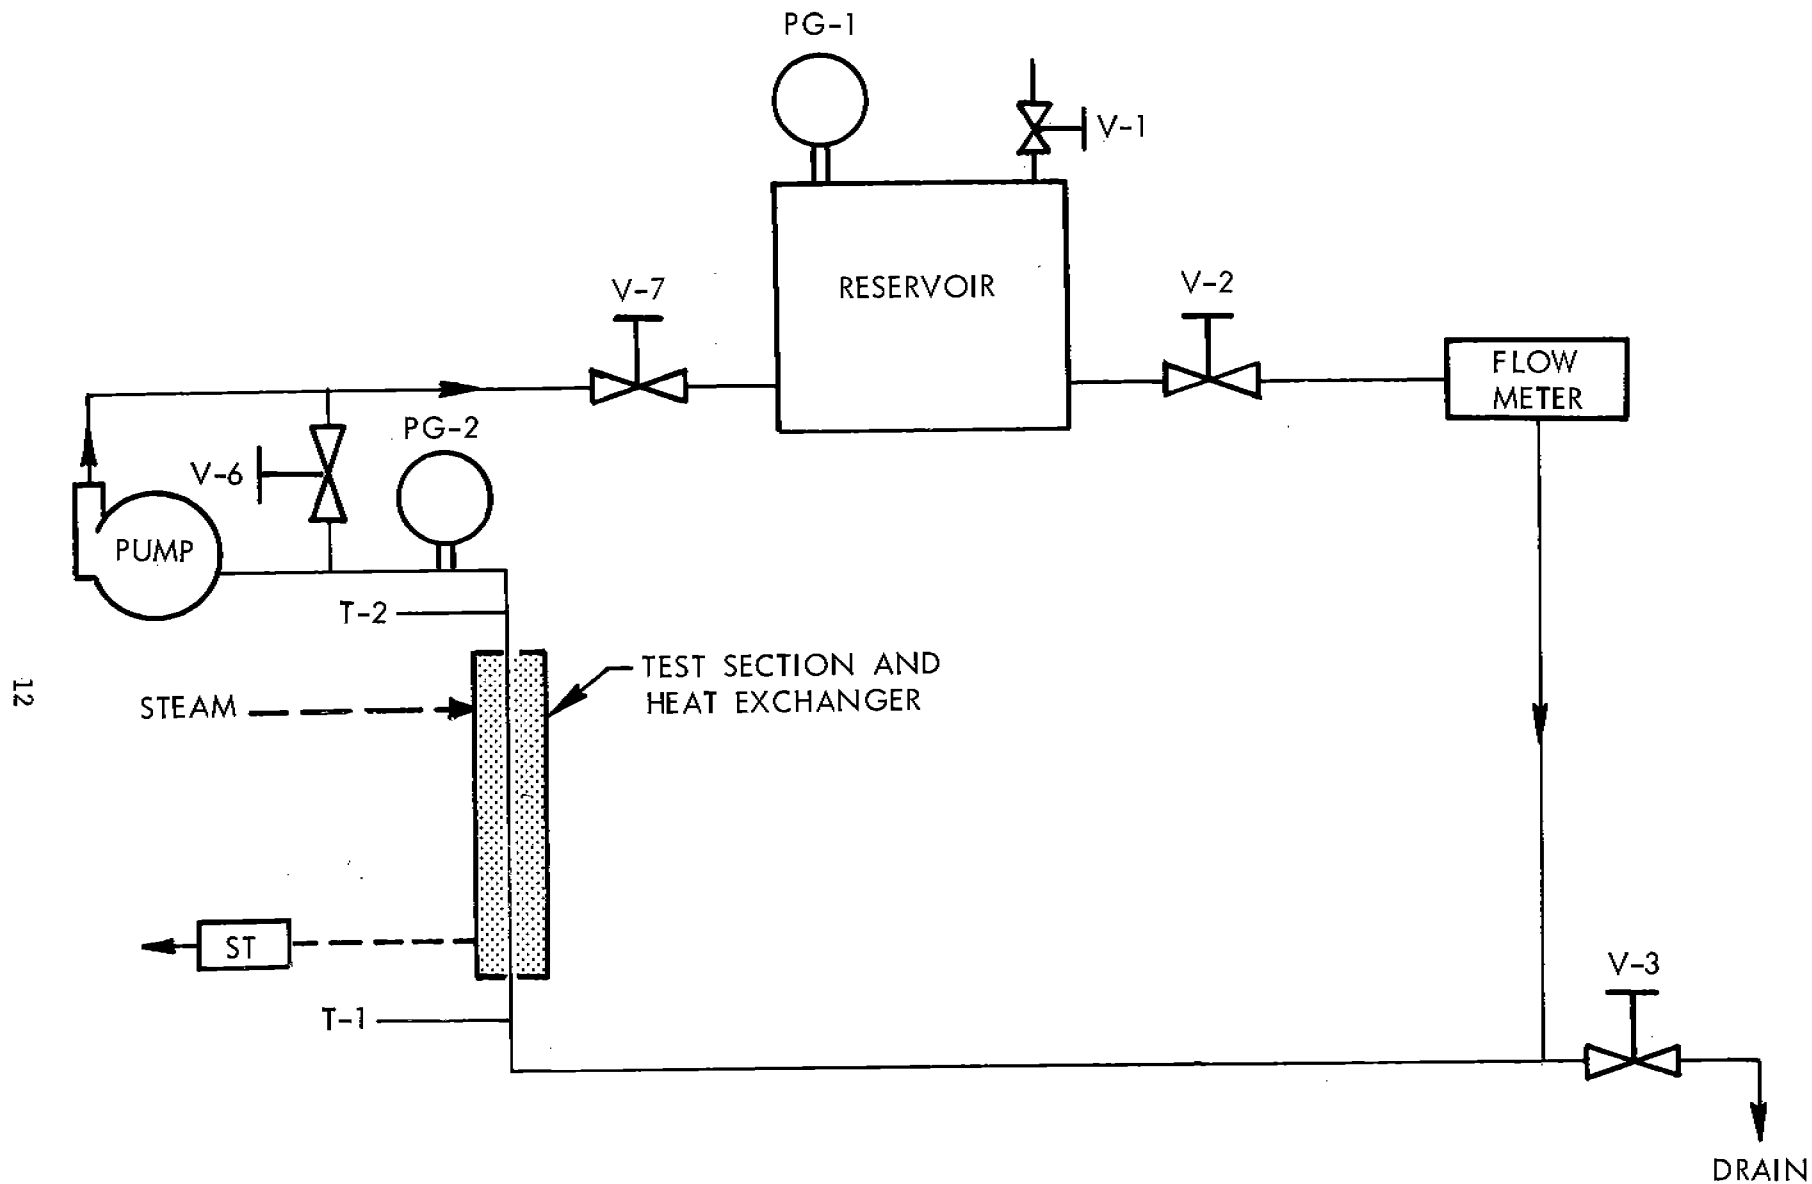 PG-1
V-1
RESERVOIR
V-7
V-2
FLOW
METER
PG-2
V-6
PUMP
T-2
TEST SECTION AND
HEAT EXCHANGER
STEAM
12
ST
V-3
T-1
DRAIN